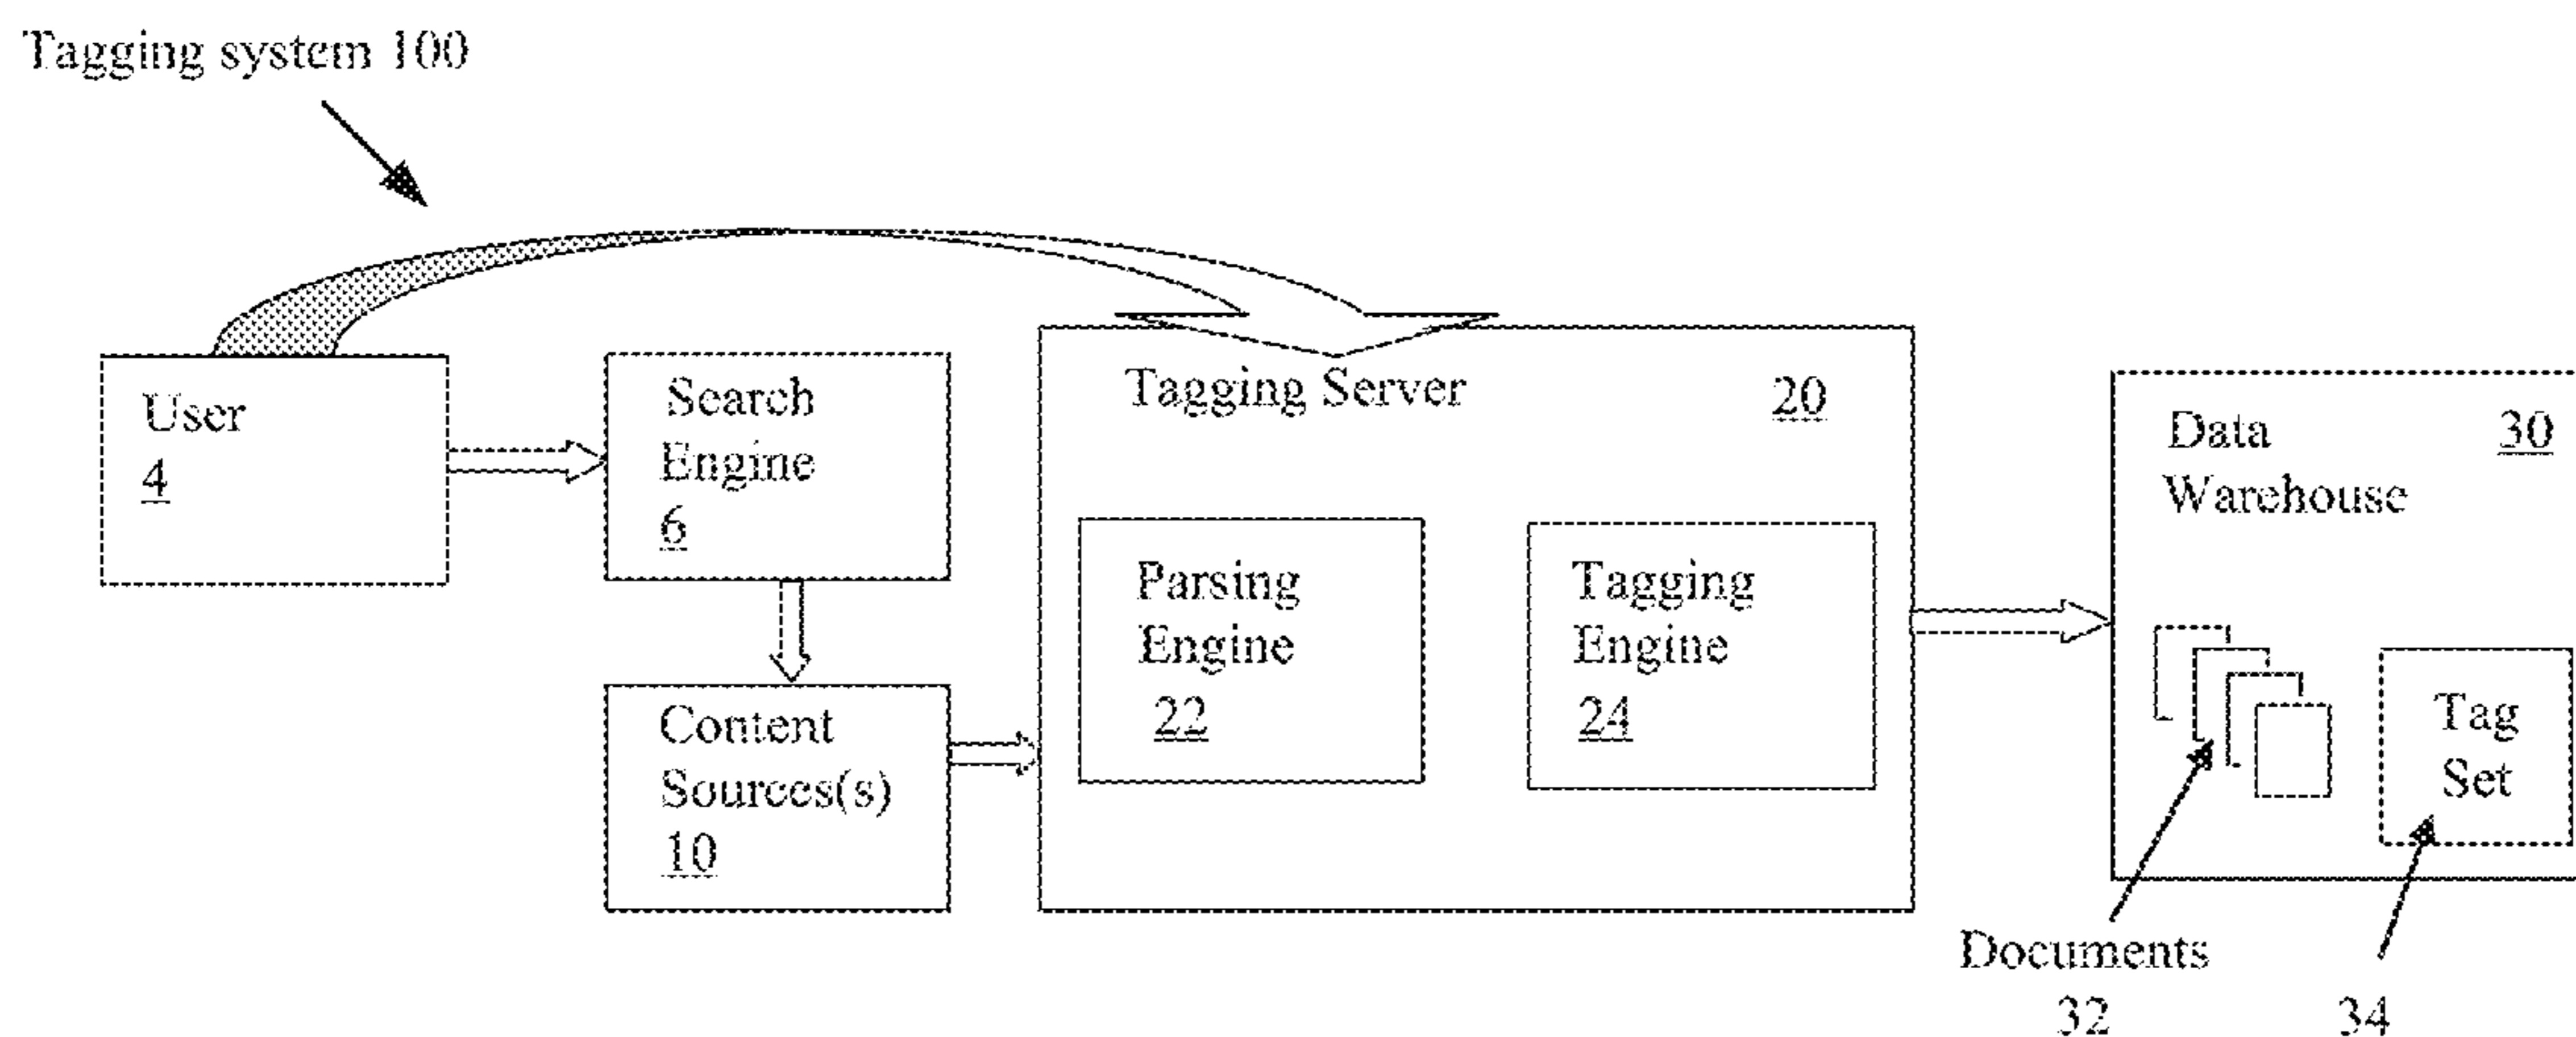 Tagging system 100
User
4
Search
Engine
6
Content
Sources(s)
10
Tagging Server
20
Parsing
Engine
22
Tagging
Engine
24
Data
Warehouse
30
Tag
Set
Documents
32
34